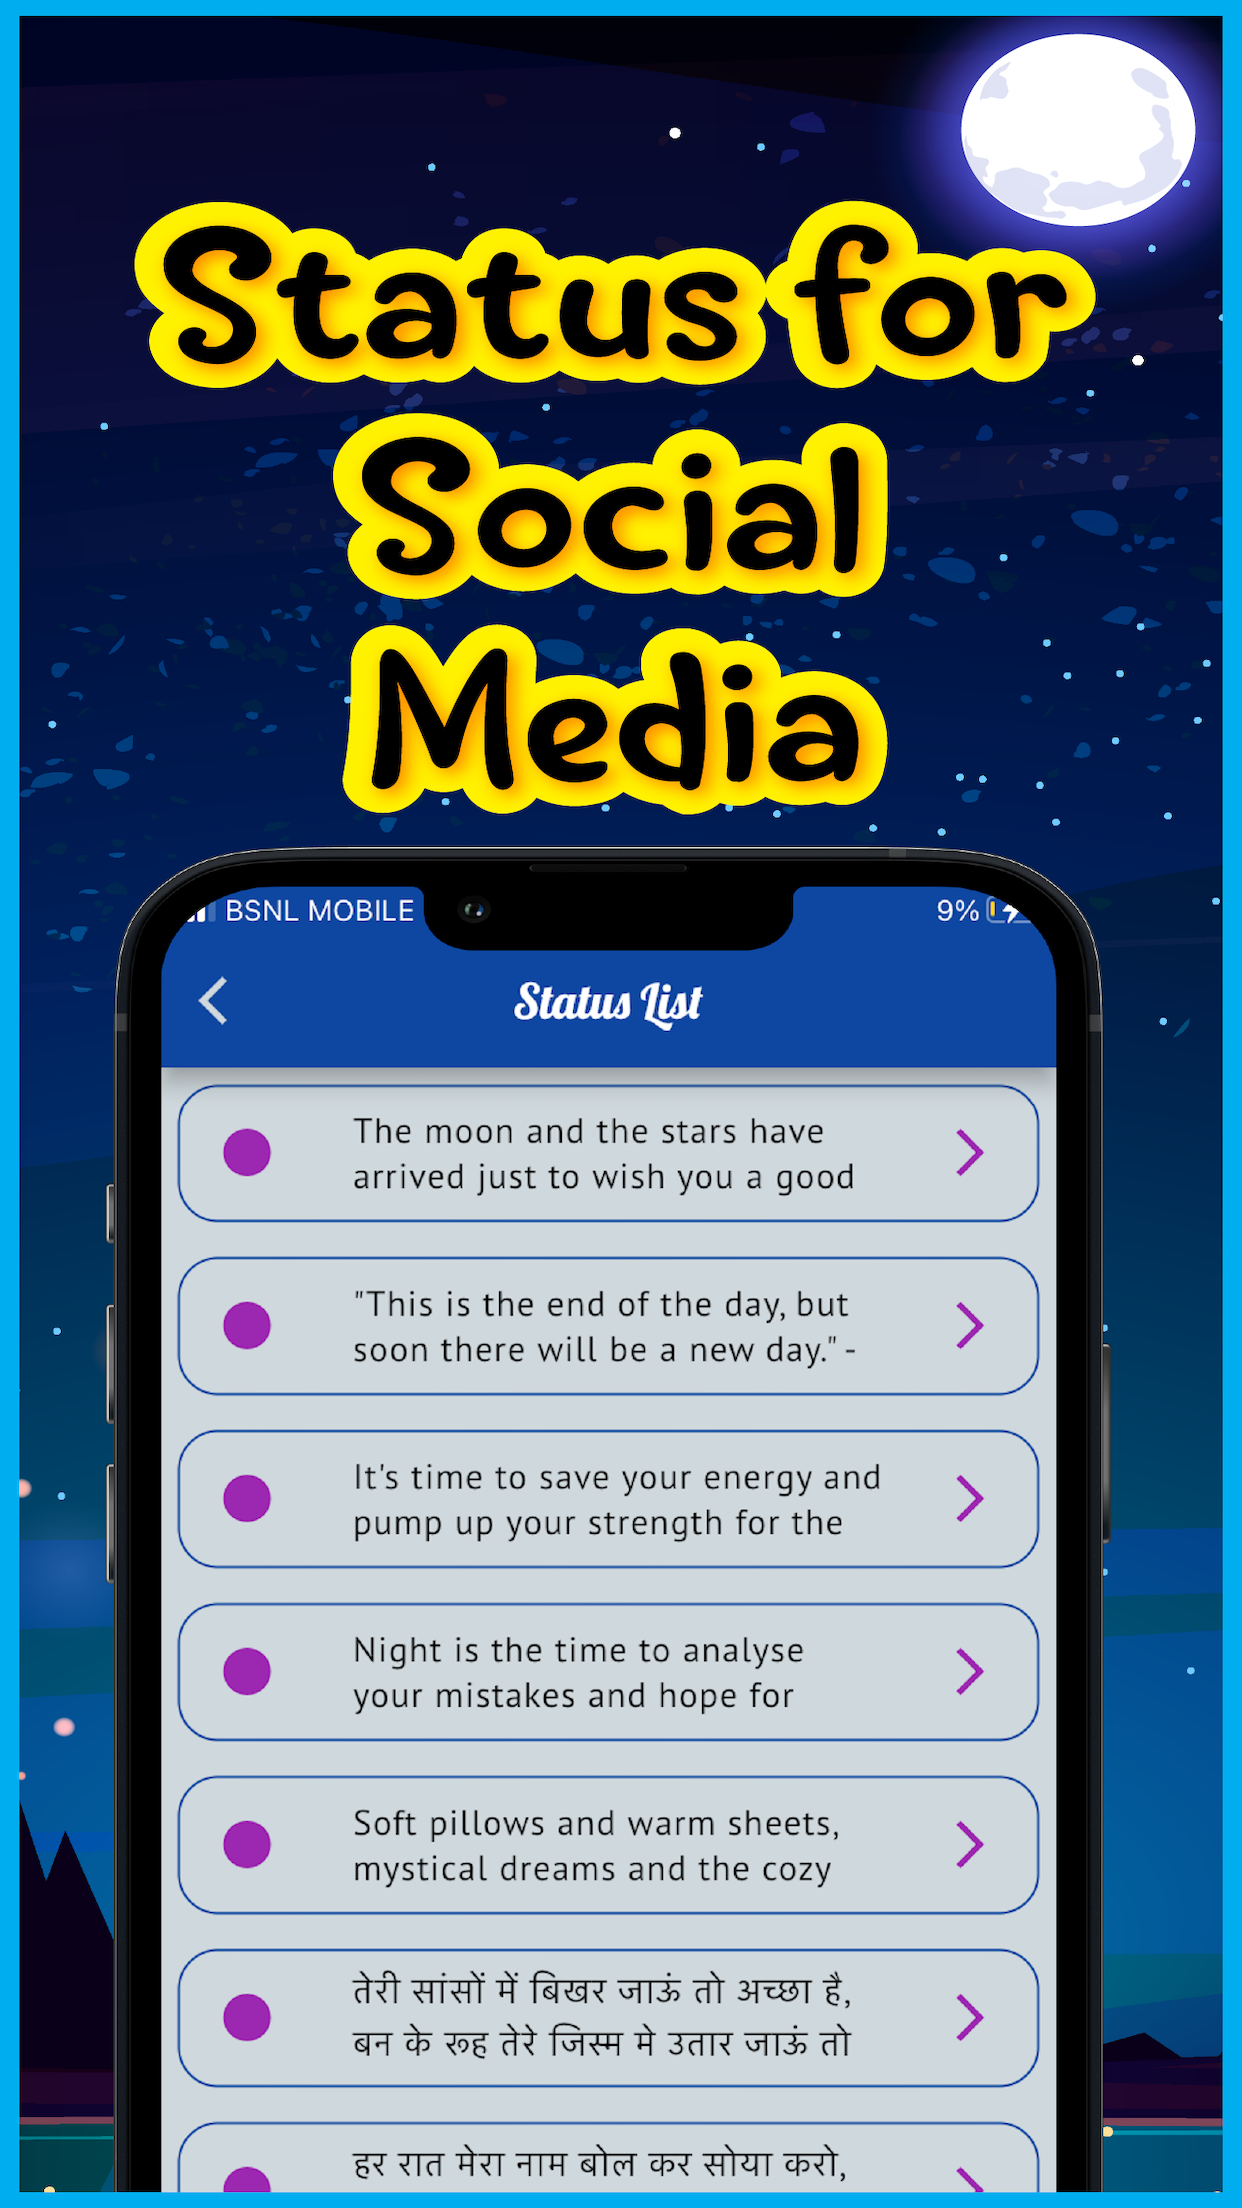 Status for
Social
Media
BSNL MOBILE
9%
Status List
The moon and the stars have
arrived just to wish you a good
"This is the end of the day, but
soon there will be a new day." -
It's time to save your energy and
pump up your strength for the
Night is the time to analyse
your mistakes and hope for
Soft pillows and warm sheets,
mystical dreams and the cozy
तेरी सांसों में बिखर जाऊं तो अच्छा है,
बन के रूह तेरे जिस्म मे उतार जाऊं तो
हर रात मेरा नाम बोल कर सोया करो,